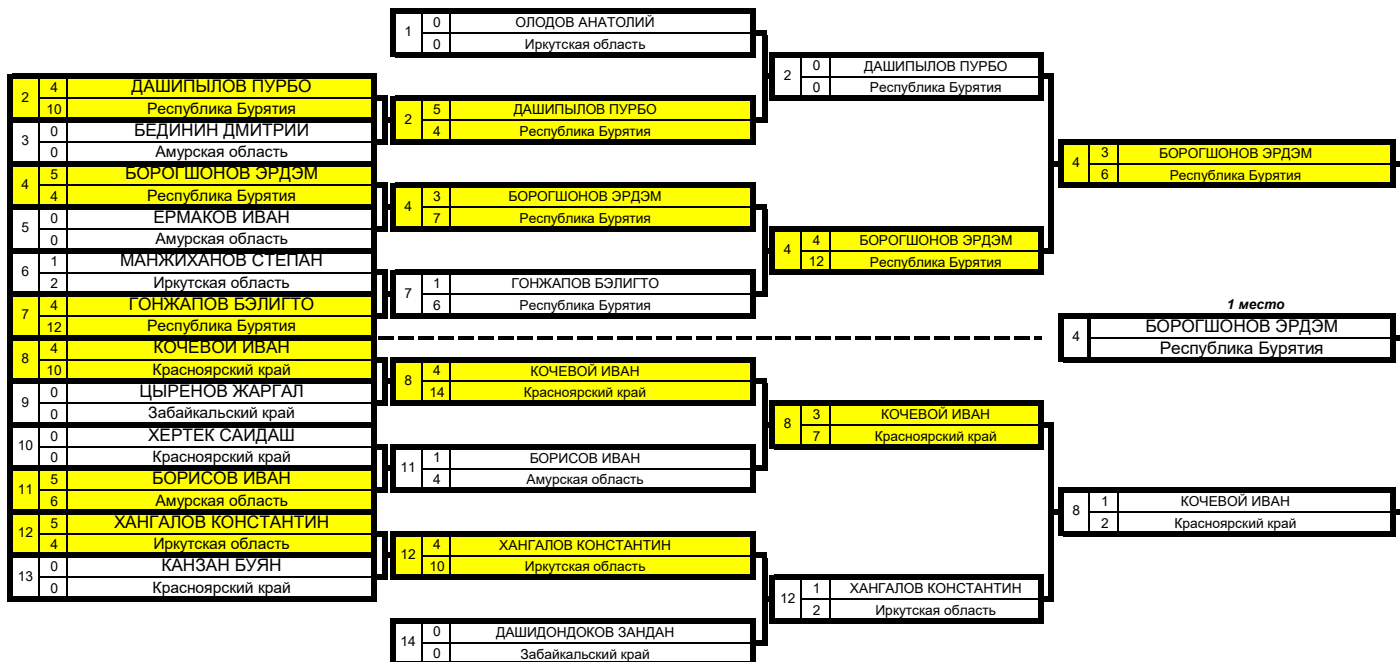 2 4 ДАШИПЫЛОВ ПУРБО
10 Республика Бурятия
3 0 БЕДИНИН ДМИТРИИ
0 Амурская область
4 5 БОРОГШОНОВ ЭРДЭМ
4 Республика Бурятия
5 0 ЕРМАКОВ ИВАН
0 Амурская область
6 1 МАНЖИХАНОВ СТЕПАН
2 Иркутская область
7 4 ГОНЖАПОВ БЭЛИГТО
12 Республика Бурятия
8 4 КОЧЕВОИ ИВАН
10 Красноярский край
9 0 ЦЫРЕНОВ ЖАРГАЛ
0 Забайкальский край
10 0 ХЕРТЕК САИДАШ
0 Красноярский край
11 5 БОРИСОВ ИВАН
6 Амурская область
12 5 ХАНГАЛОВ КОНСТАНТИН
4 Иркутская область
13 0 КАНЗАН БУЯН
0 Красноярский край
1 0 ОЛОДОВ АНАТОЛИЙ
0 Иркутская область
2 5 ДАШИПЫЛОВ ПУРБО
4 Республика Бурятия
4 3 БОРОГШОНОВ ЭРДЭМ
7 Республика Бурятия
7 1 ГОНЖАПОВ БЭЛИГТО
6 Республика Бурятия
8 4 КОЧЕВОЙ ИВАН
14 Красноярский край
11 1 БОРИСОВ ИВАН
4 Амурская область
12 4 ХАНГАЛОВ КОНСТАНТИН
10 Иркутская область
14 0 ДАШИДОНДОКОВ ЗАНДАН
0 Забайкальский край
2 0 ДАШИПЫЛОВ ПУРБО
0 Республика Бурятия
4 4 БОРОГШОНОВ ЭРДЭМ
12 Республика Бурятия
8 3 КОЧЕВОЙ ИВАН
7 Красноярский край
12 1 ХАНГАЛОВ КОНСТАНТИН
2 Иркутская область
4 3 БОРОГШОНОВ ЭРДЭМ
6 Республика Бурятия
1 место
4 БОРОГШОНОВ ЭРДЭМ
Республика Бурятия
8 1 КОЧЕВОЙ ИВАН
2 Красноярский край